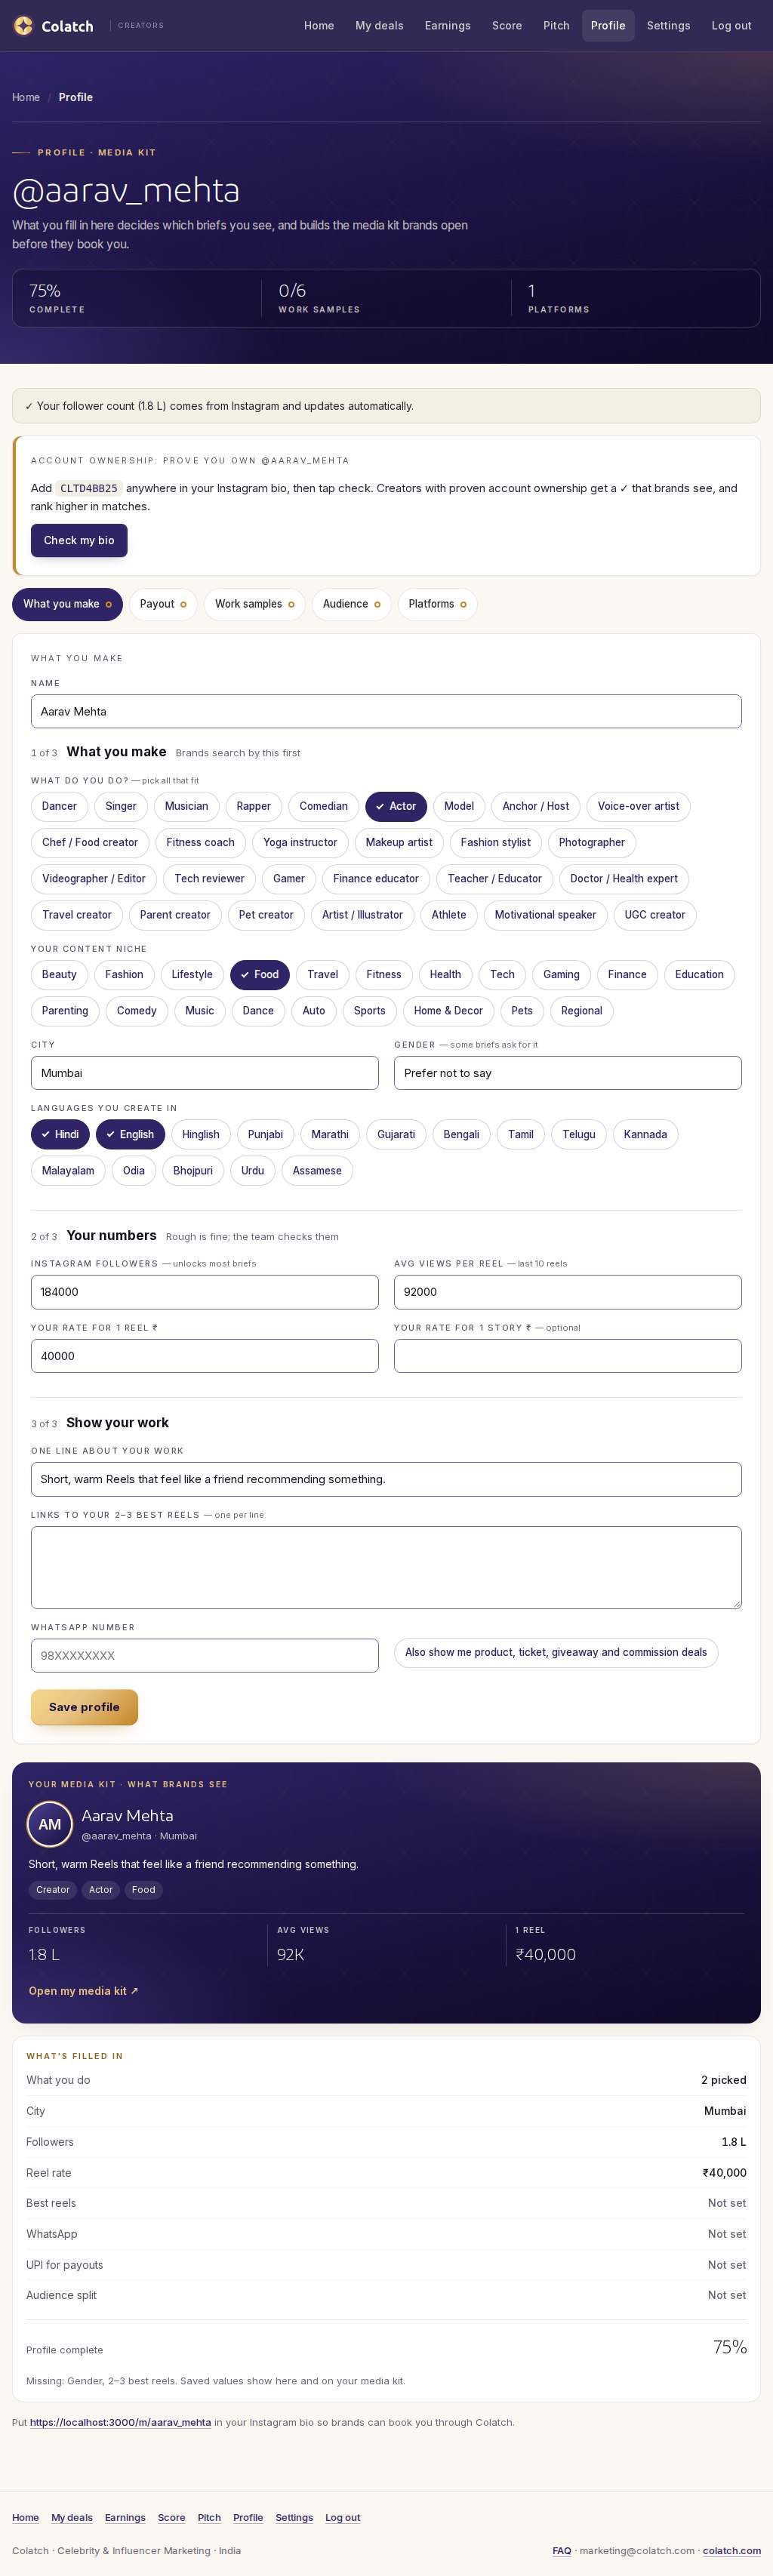 Colatch CREATORS Home My deals Earnings Score Pitch Profile Settings Log out
Home / Profile
PROFILE · MEDIA KIT
@aarav_mehta
What you fill in here decides which briefs you see, and builds the media kit brands open
before they book you.
75% 0/6 1
COMPLETE WORK SAMPLES PLATFORMS
✓ Your follower count (1.8 L) comes from Instagram and updates automatically.
ACCOUNT OWNERSHIP: PROVE YOU OWN @AARAV_MEHTA
Add CLTD4BB25 anywhere in your Instagram bio, then tap check. Creators with proven account ownership get a ✓ that brands see, and
rank higher in matches.
Check my bio
What you make Payout Work samples Audience Platforms
WHAT YOU MAKE
NAME
Aarav Mehta
1 of 3 What you make Brands search by this first
WHAT DO YOU DO? — pick all that fit
Dancer Singer Musician Rapper Comedian ✓ Actor Model Anchor / Host Voice-over artist
Chef / Food creator Fitness coach Yoga instructor Makeup artist Fashion stylist Photographer
Videographer / Editor Tech reviewer Gamer Finance educator Teacher / Educator Doctor / Health expert
Travel creator Parent creator Pet creator Artist / Illustrator Athlete Motivational speaker UGC creator
YOUR CONTENT NICHE
Beauty Fashion Lifestyle ✓ Food Travel Fitness Health Tech Gaming Finance Education
Parenting Comedy Music Dance Auto Sports Home & Decor Pets Regional
CITY GENDER — some briefs ask for it
Mumbai Prefer not to say
LANGUAGES YOU CREATE IN
✓ Hindi ✓ English Hinglish Punjabi Marathi Gujarati Bengali Tamil Telugu Kannada
Malayalam Odia Bhojpuri Urdu Assamese
2 of 3 Your numbers Rough is fine; the team checks them
INSTAGRAM FOLLOWERS — unlocks most briefs AVG VIEWS PER REEL — last 10 reels
184000 92000
YOUR RATE FOR 1 REEL ₹ YOUR RATE FOR 1 STORY ₹ — optional
40000
3 of 3 Show your work
ONE LINE ABOUT YOUR WORK
Short, warm Reels that feel like a friend recommending something.
LINKS TO YOUR 2–3 BEST REELS — one per line
WHATSAPP NUMBER
98XXXXXXXX Also show me product, ticket, giveaway and commission deals
Save profile
YOUR MEDIA KIT · WHAT BRANDS SEE
AM Aarav Mehta
@aarav_mehta · Mumbai
Short, warm Reels that feel like a friend recommending something.
Creator Actor Food
FOLLOWERS AVG VIEWS 1 REEL
1.8 L 92K ₹40,000
Open my media kit ↗
WHAT'S FILLED IN
What you do 2 picked
City Mumbai
Followers 1.8 L
Reel rate ₹40,000
Best reels Not set
WhatsApp Not set
UPI for payouts Not set
Audience split Not set
Profile complete 75%
Missing: Gender, 2–3 best reels. Saved values show here and on your media kit.
Put https://localhost:3000/m/aarav_mehta in your Instagram bio so brands can book you through Colatch.
Home My deals Earnings Score Pitch Profile Settings Log out
Colatch · Celebrity & Influencer Marketing · India FAQ · marketing@colatch.com · colatch.com